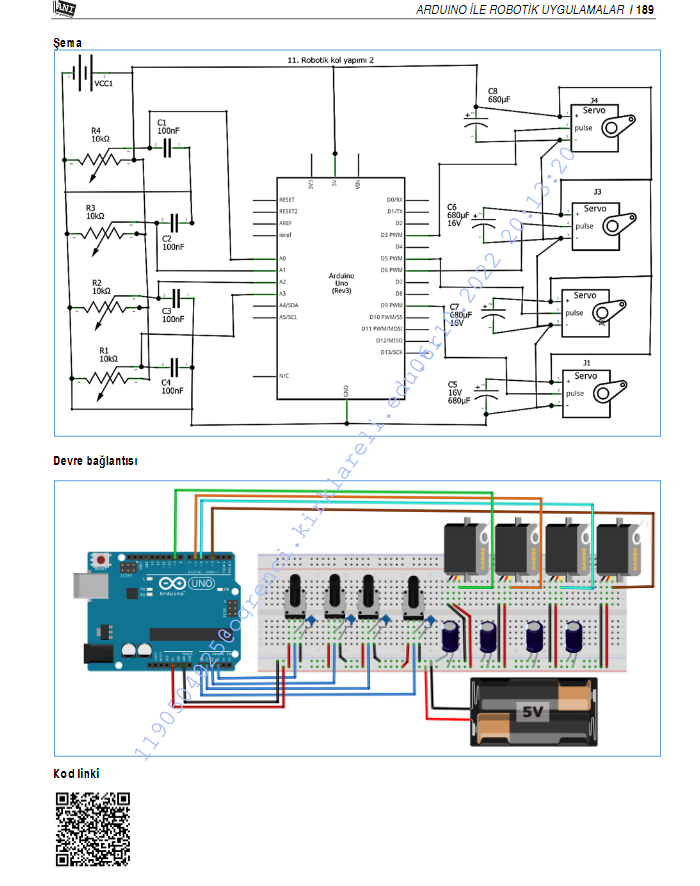 ANT
ARDUINO İLE ROBOTİK UYGULAMALAR I 189
Şema
11. Robotik kol yapımı 2
VCC1
R4
10kΩ
C1
100nF
R3
10kΩ
C2
100nF
R2
10kΩ
C3
100nF
R1
10kΩ
C4
100nF
3V3
5V
VIN
RESET
RESET2
AREF
ioref
A0
A1
A2
A3
A4/SDA
A5/SCL
N/C
Arduino
Uno
(Rev3)
D0/RX
D1/TX
D2
D3 PWM
D4
D5 PWM
D6 PWM
D7
D8
D9 PWM
D10 PWM/SS
D11 PWM/MOSI
D12/MISO
D13/SCK
GND
C8
680µF
J4
Servo
+
pulse
-
C6
680µF
16V
J3
Servo
+
pulse
-
C7
680µF
16V
Servo
+
pulse
-
C5
16V
680µF
J1
Servo
+
pulse
-
Devre bağlantısı
UNO
Arduino
5V
Kod linki
1190504025@ogrenci.kirklareli.edu06Eki.2022 20:13:20